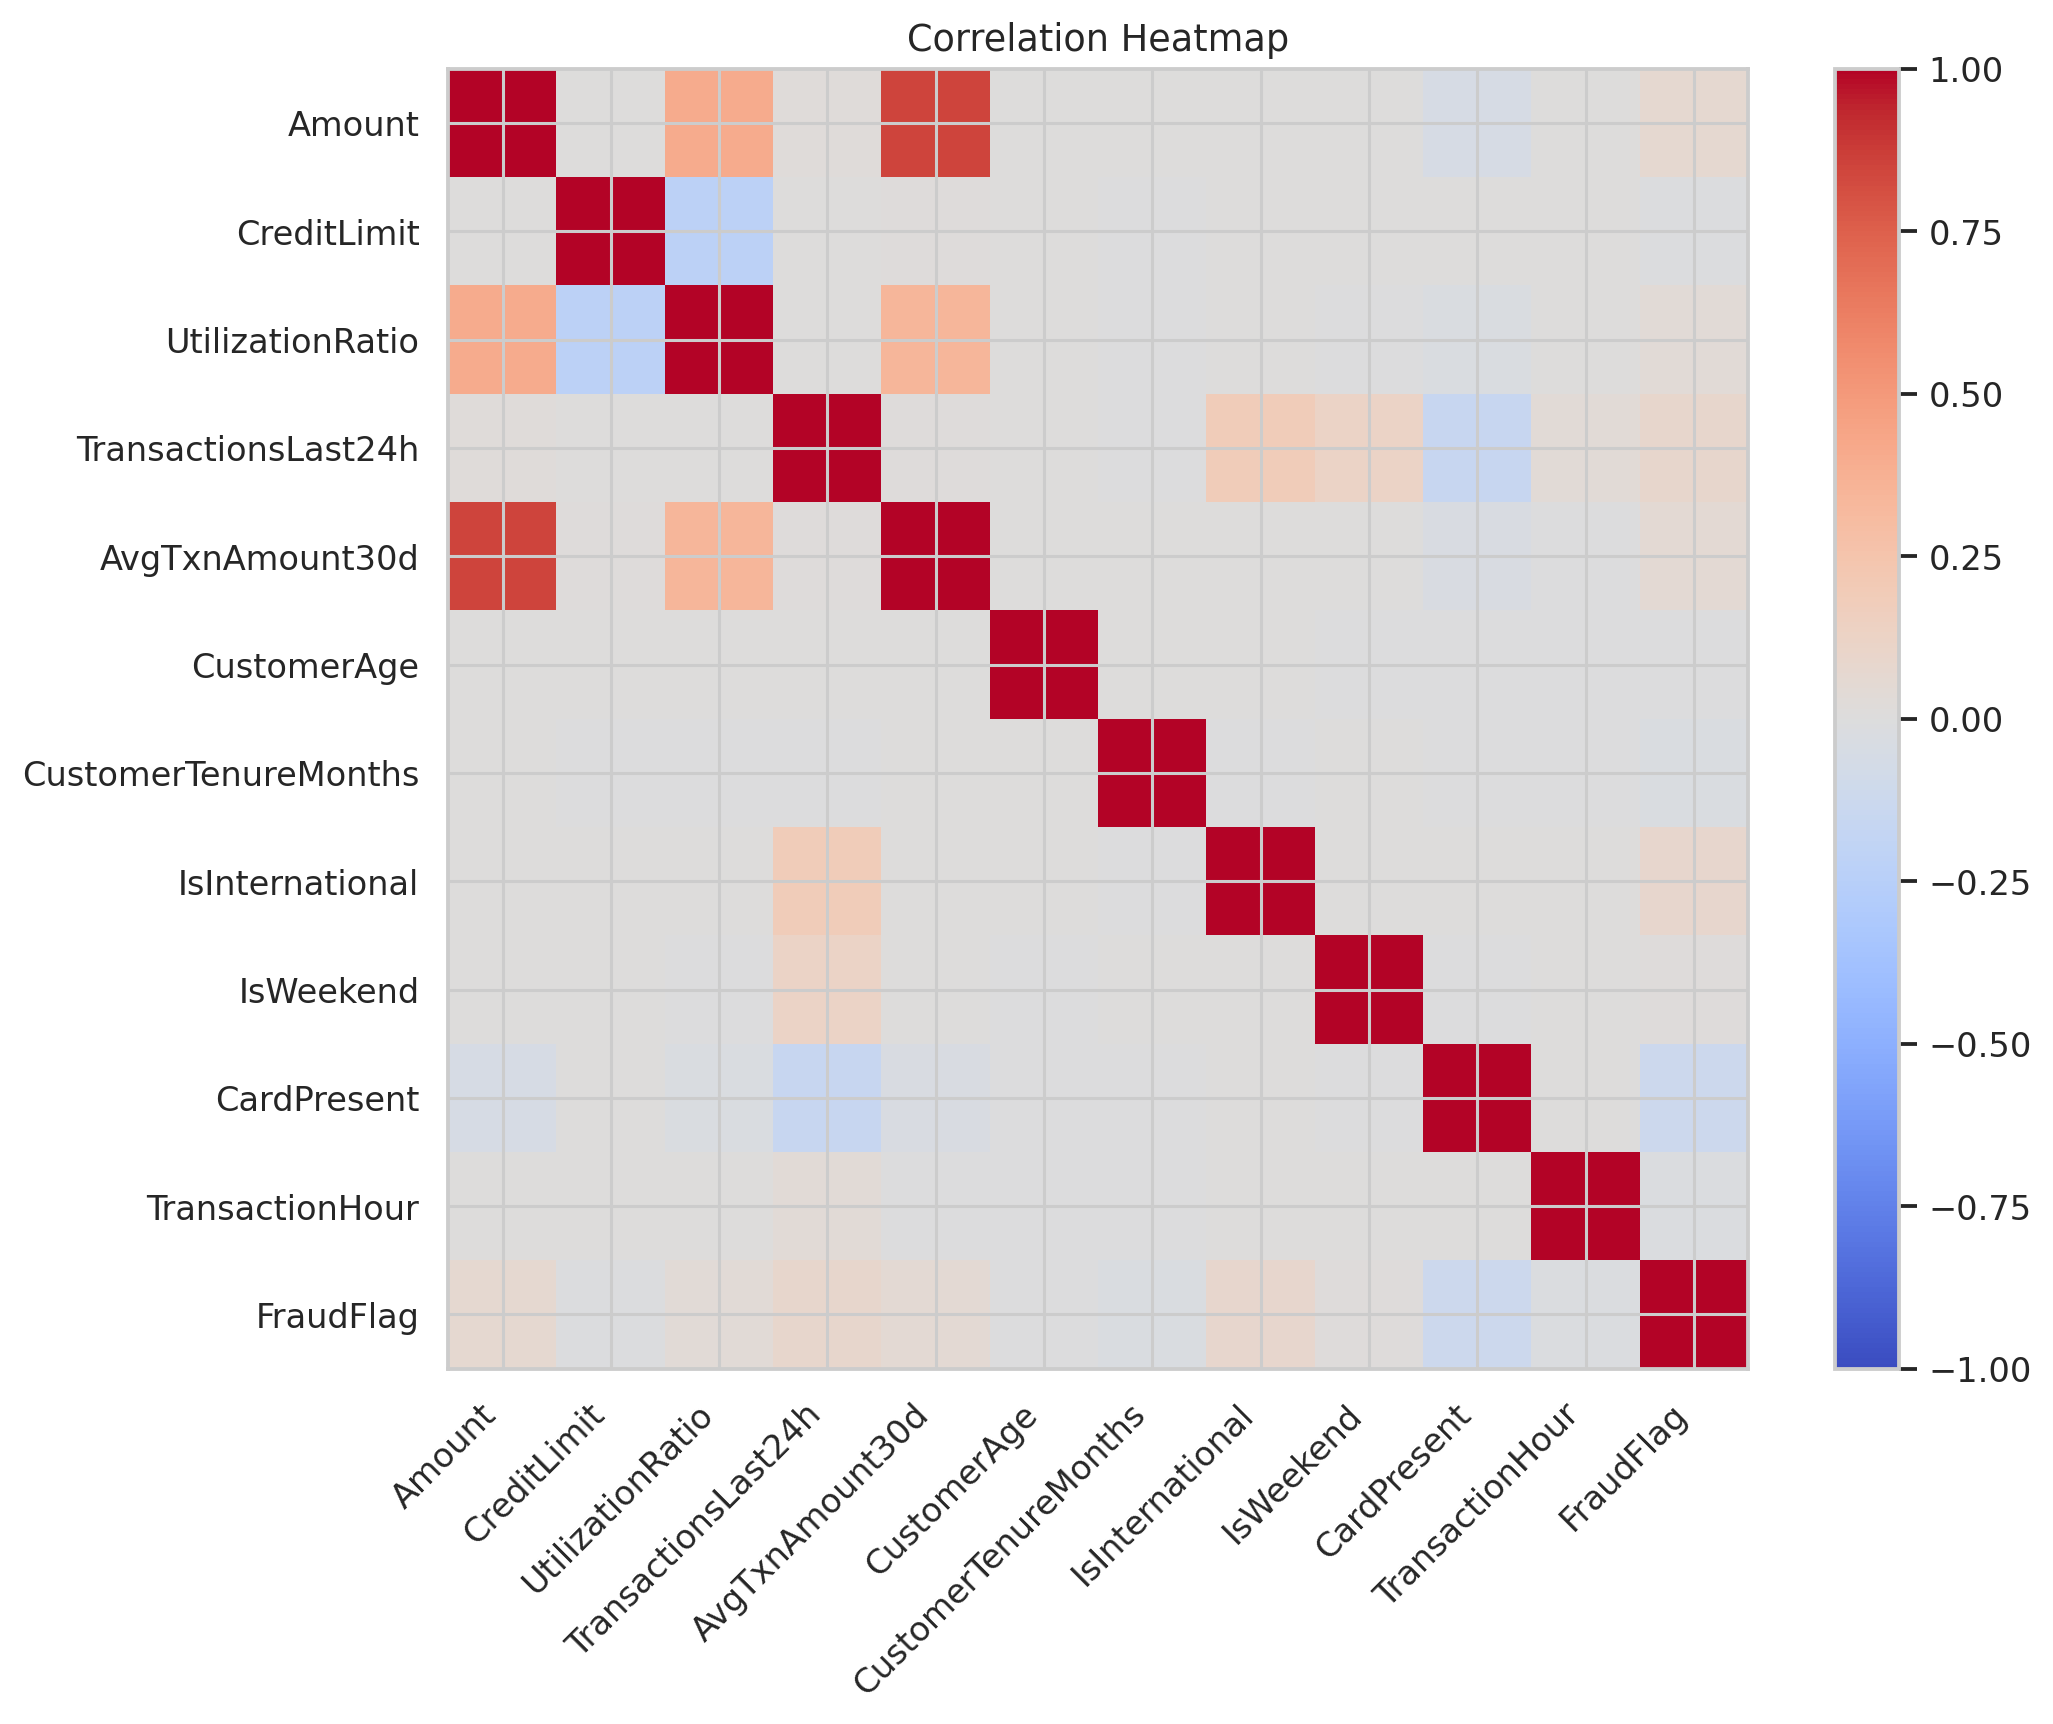 Correlation Heatmap
Amount
CreditLimit
UtilizationRatio
TransactionsLast24h
AvgTxnAmount30d
CustomerAge
CustomerTenureMonths
IsInternational
IsWeekend
CardPresent
TransactionHour
FraudFlag
Amount
CreditLimit
UtilizationRatio
TransactionsLast24h
AvgTxnAmount30d
CustomerAge
CustomerTenureMonths
IsInternational
IsWeekend
CardPresent
TransactionHour
FraudFlag
1.00
0.75
0.50
0.25
0.00
−0.25
−0.50
−0.75
−1.00